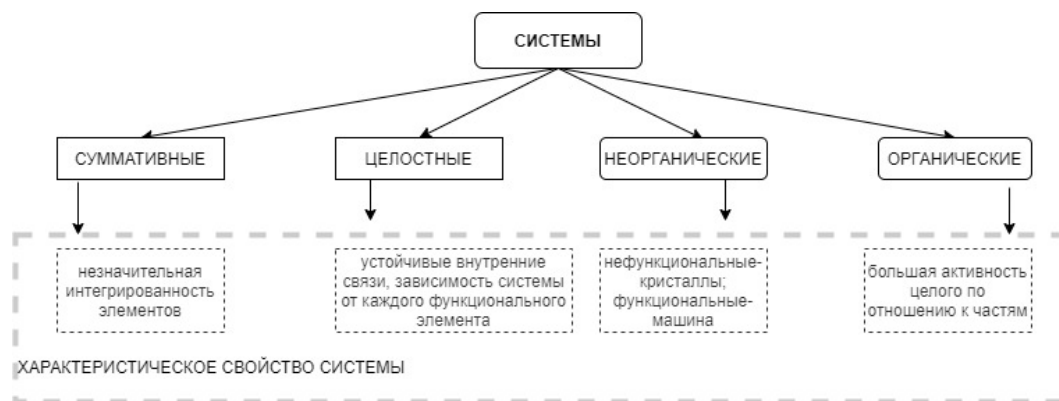 СИСТЕМЫ
СУММАТИВНЫЕ
ЦЕЛОСТНЫЕ
НЕОРГАНИЧЕСКИЕ
ОРГАНИЧЕСКИЕ
незначительная
интегрированность
элементов
устойчивые внутренние
связи, зависимость системы
от каждого функционального
элемента
нефункциональные-
кристаллы;
функциональные-
машина
большая активность
целого по
отношению к частям
ХАРАКТЕРИСТИЧЕСКОЕ СВОЙСТВО СИСТЕМЫ